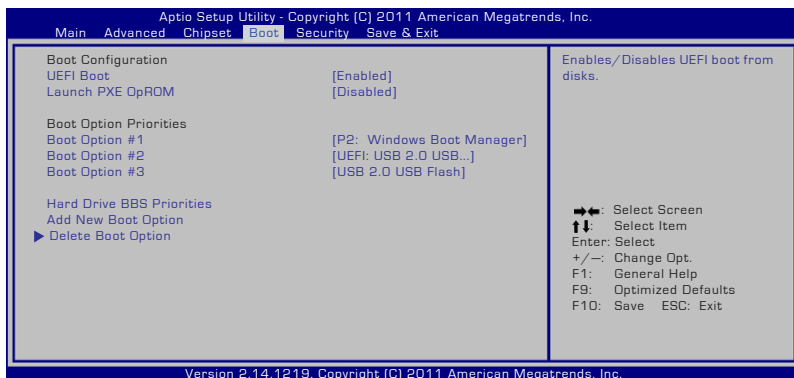 Aptio Setup Utility - Copyright (C) 2011 American Megatrends, Inc.
Main Advanced Chipset Boot Security Save & Exit
Boot Configuration
UEFI Boot [Enabled]
Launch PXE OpROM [Disabled]
Boot Option Priorities
Boot Option #1 [P2: Windows Boot Manager]
Boot Option #2 [UEFI: USB 2.0 USB...]
Boot Option #3 [USB 2.0 USB Flash]
Hard Drive BBS Priorities
Add New Boot Option
Delete Boot Option
Enables/Disables UEFI boot from
disks.
→←: Select Screen
↑↓: Select Item
Enter: Select
+/—: Change Opt.
F1: General Help
F9: Optimized Defaults
F10: Save ESC: Exit
Version 2.14.1219. Copyright (C) 2011 American Megatrends, Inc.